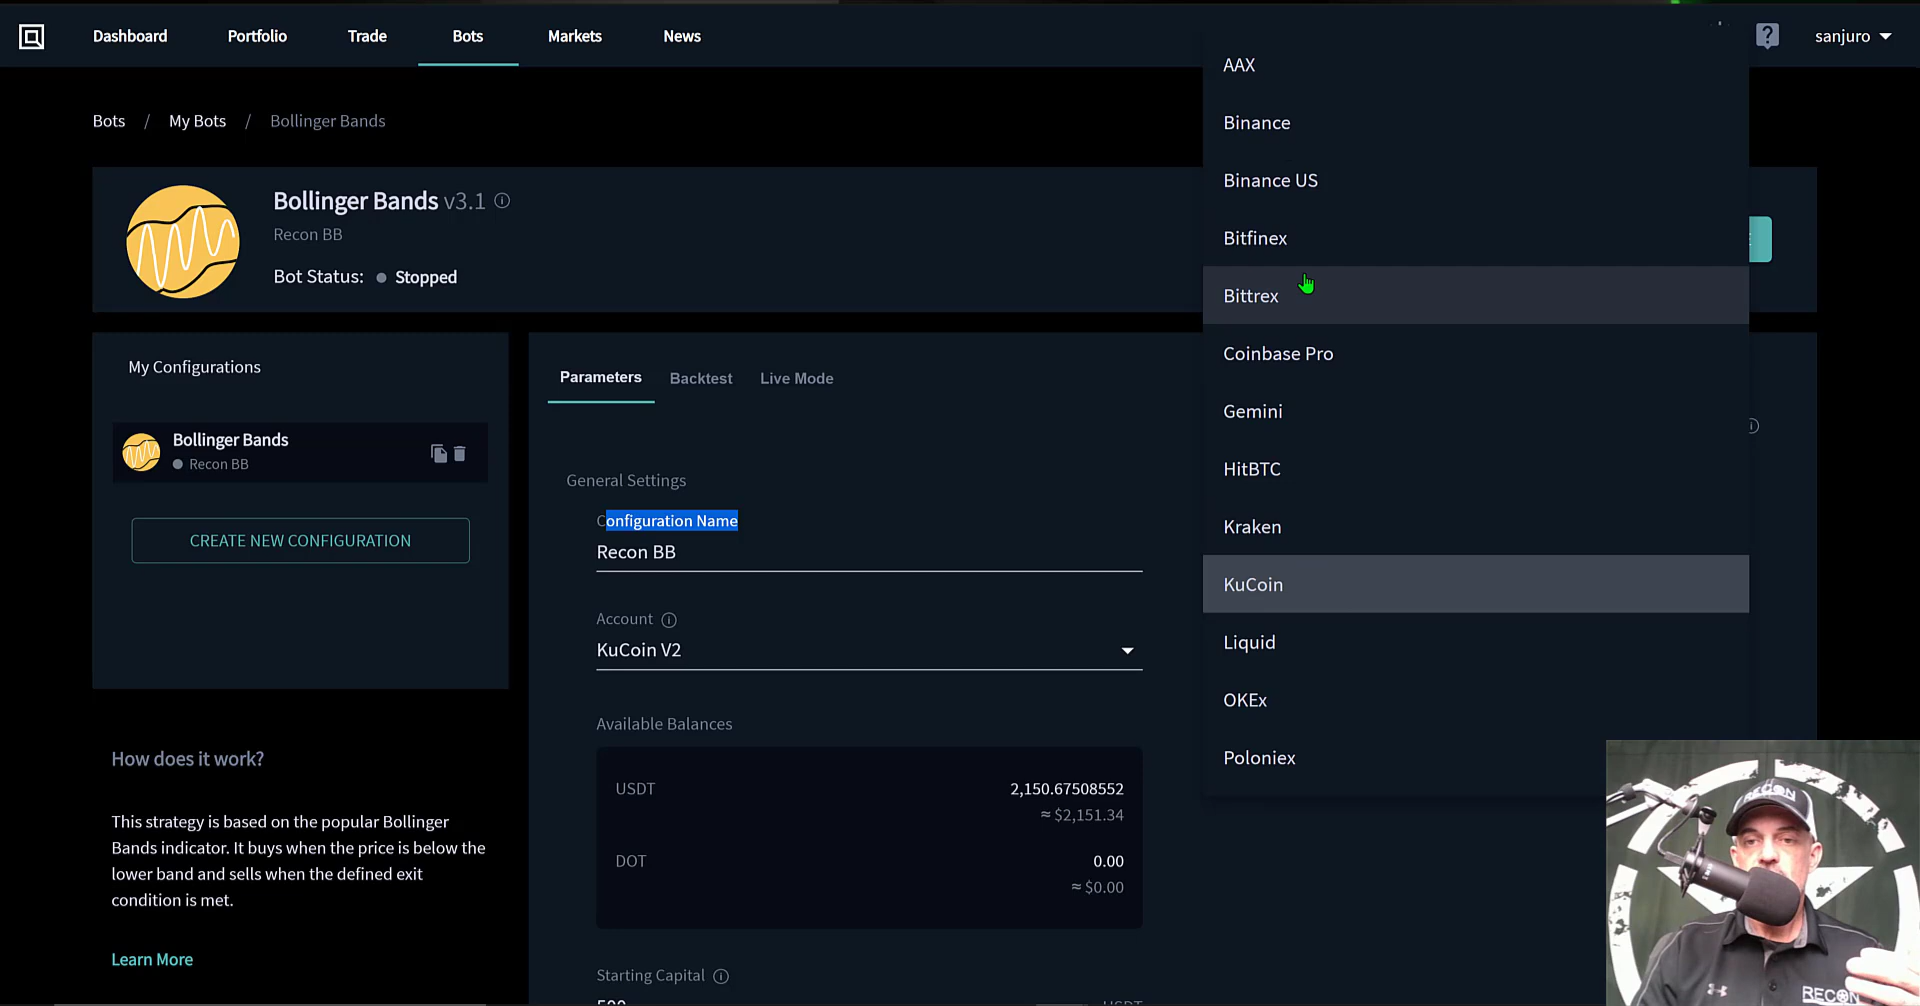 Dashboard
Portfolio
Trade
Bots
Markets
News
?
sanjuro
Bots / My Bots / Bollinger Bands
Bollinger Bands v3.1
Recon BB
Bot Status: Stopped
My Configurations
Bollinger Bands
Recon BB
CREATE NEW CONFIGURATION
How does it work?
This strategy is based on the popular Bollinger
Bands indicator. It buys when the price is below the
lower band and sells when the defined exit
condition is met.
Learn More
Parameters
Backtest
Live Mode
General Settings
Configuration Name
Recon BB
Account
KuCoin V2
Available Balances
USDT
2,150.67508552
≈ $2,151.34
DOT
0.00
≈ $0.00
Starting Capital
500
USDT
AAX
Binance
Binance US
Bitfinex
Bittrex
Coinbase Pro
Gemini
HitBTC
Kraken
KuCoin
Liquid
OKEx
Poloniex
RECON
RECON